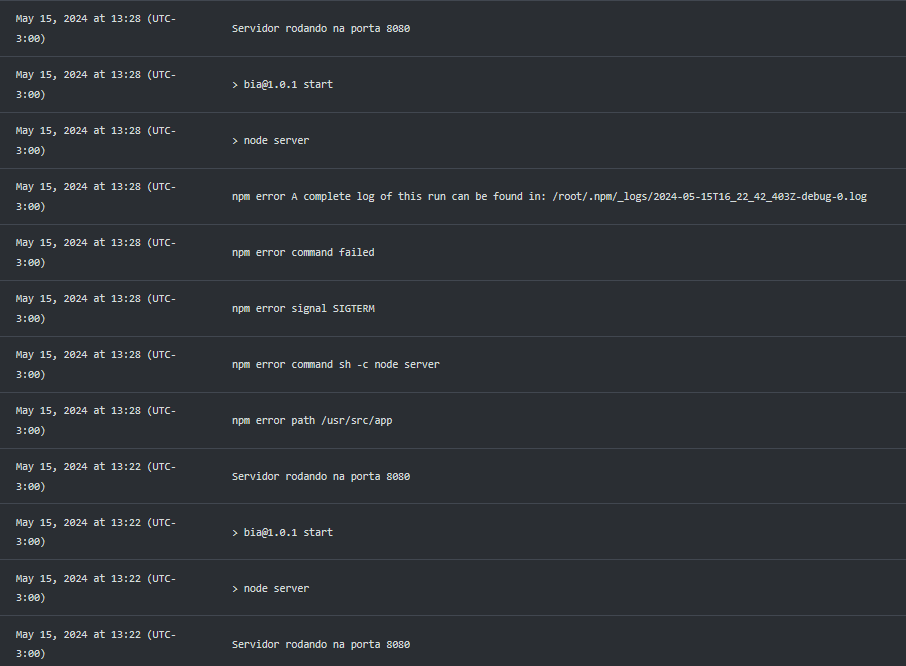 May 15, 2024 at 13:28 (UTC-
3:00)
Servidor rodando na porta 8080
May 15, 2024 at 13:28 (UTC-
3:00)
> bia@1.0.1 start
May 15, 2024 at 13:28 (UTC-
3:00)
> node server
May 15, 2024 at 13:28 (UTC-
3:00)
npm error A complete log of this run can be found in: /root/.npm/_logs/2024-05-15T16_22_42_403Z-debug-0.log
May 15, 2024 at 13:28 (UTC-
3:00)
npm error command failed
May 15, 2024 at 13:28 (UTC-
3:00)
npm error signal SIGTERM
May 15, 2024 at 13:28 (UTC-
3:00)
npm error command sh -c node server
May 15, 2024 at 13:28 (UTC-
3:00)
npm error path /usr/src/app
May 15, 2024 at 13:22 (UTC-
3:00)
Servidor rodando na porta 8080
May 15, 2024 at 13:22 (UTC-
3:00)
> bia@1.0.1 start
May 15, 2024 at 13:22 (UTC-
3:00)
> node server
May 15, 2024 at 13:22 (UTC-
3:00)
Servidor rodando na porta 8080